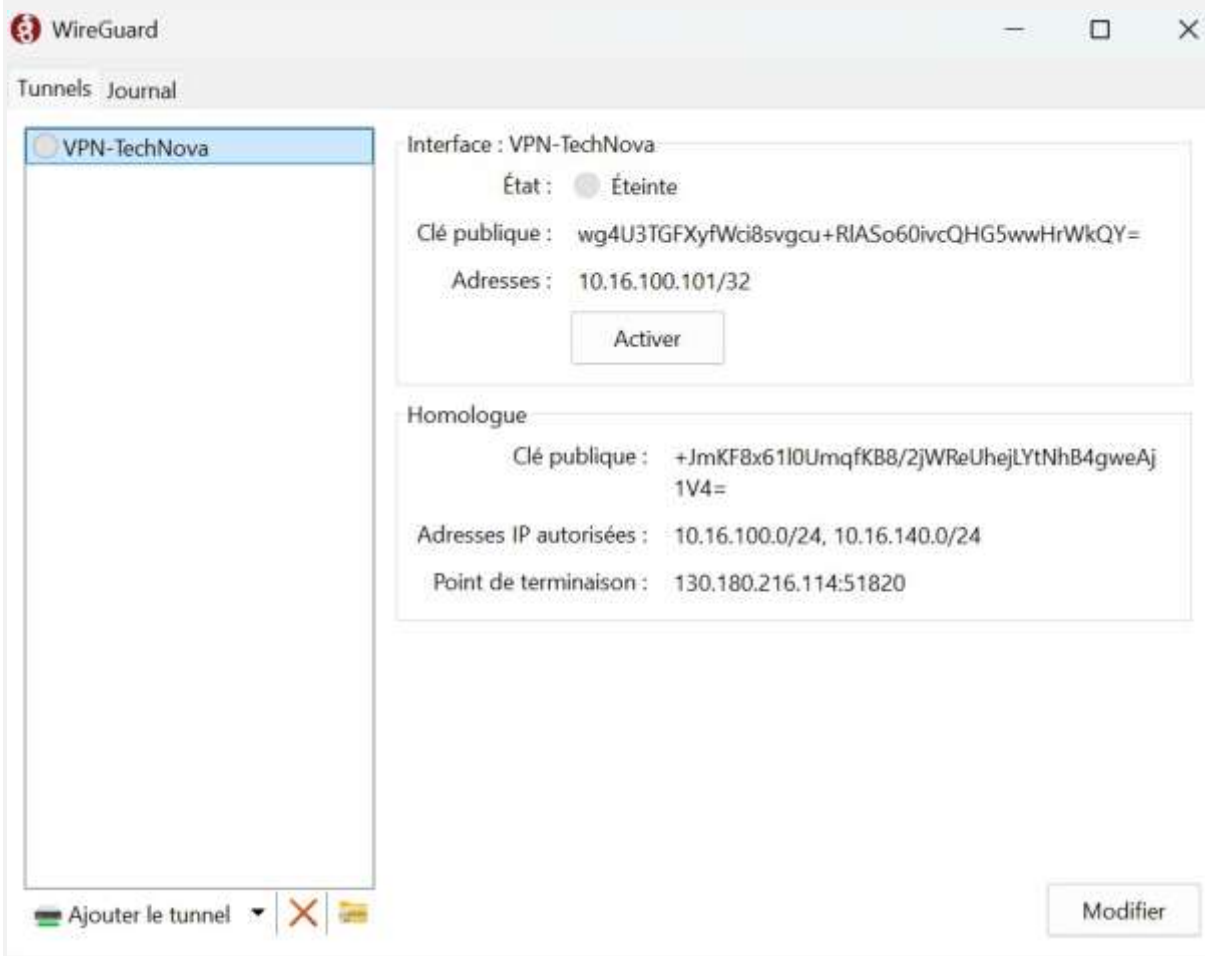 WireGuard
Tunnels Journal
VPN-TechNova
Interface : VPN-TechNova
État : Éteinte
Clé publique : wg4U3TGFXyfWci8svgcu+RlASo60ivcQHG5wwHrWkQY=
Adresses : 10.16.100.101/32
Activer
Homologue
Clé publique : +JmKF8x61l0UmqfKB8/2jWReUhejLYtNhB4gweAj
1V4=
Adresses IP autorisées : 10.16.100.0/24, 10.16.140.0/24
Point de terminaison : 130.180.216.114:51820
Ajouter le tunnel
Modifier